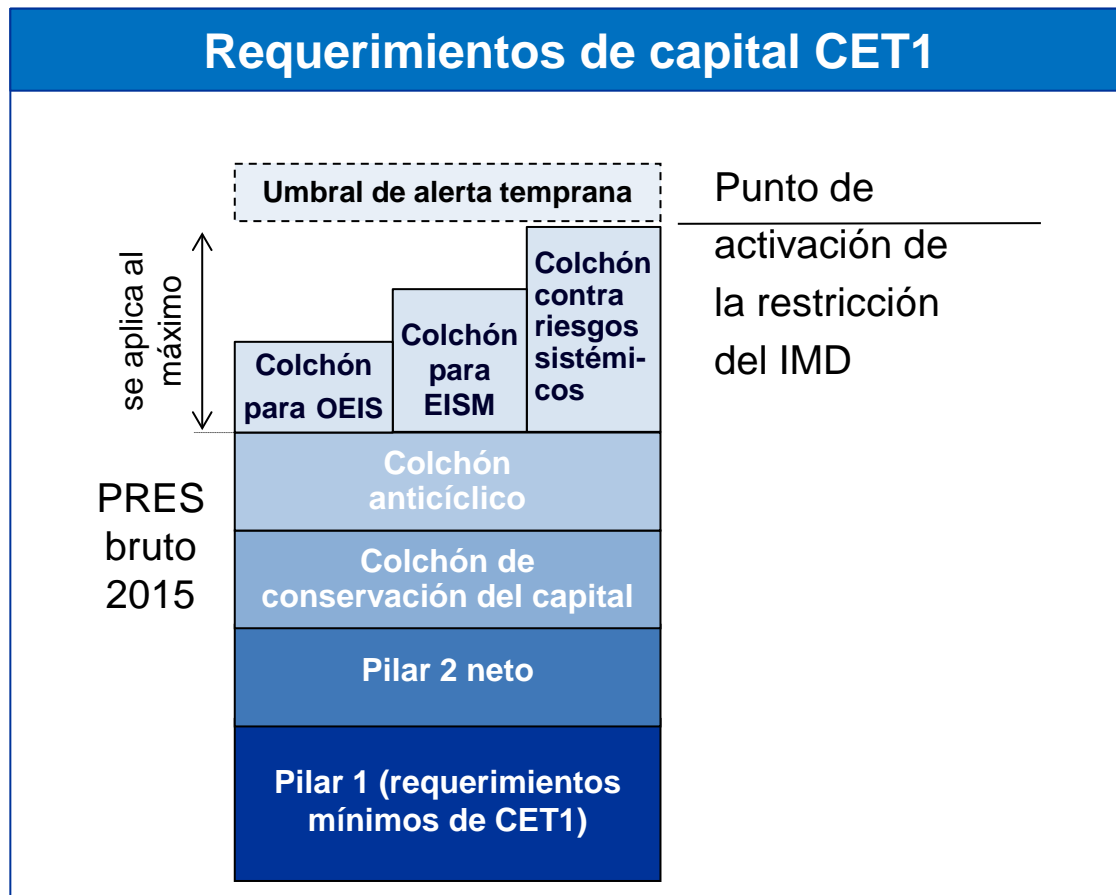 Requerimientos de capital CET1
Umbral de alerta temprana
Punto de
activación de
la restricción
del IMD
se aplica al
máximo
Colchón
para OEIS
Colchón
para
EISM
Colchón
contra
riesgos
sistémi-
cos
PRES
bruto
2015
Colchón
anticíclico
Colchón de
conservación del capital
Pilar 2 neto
Pilar 1 (requerimientos
mínimos de CET1)